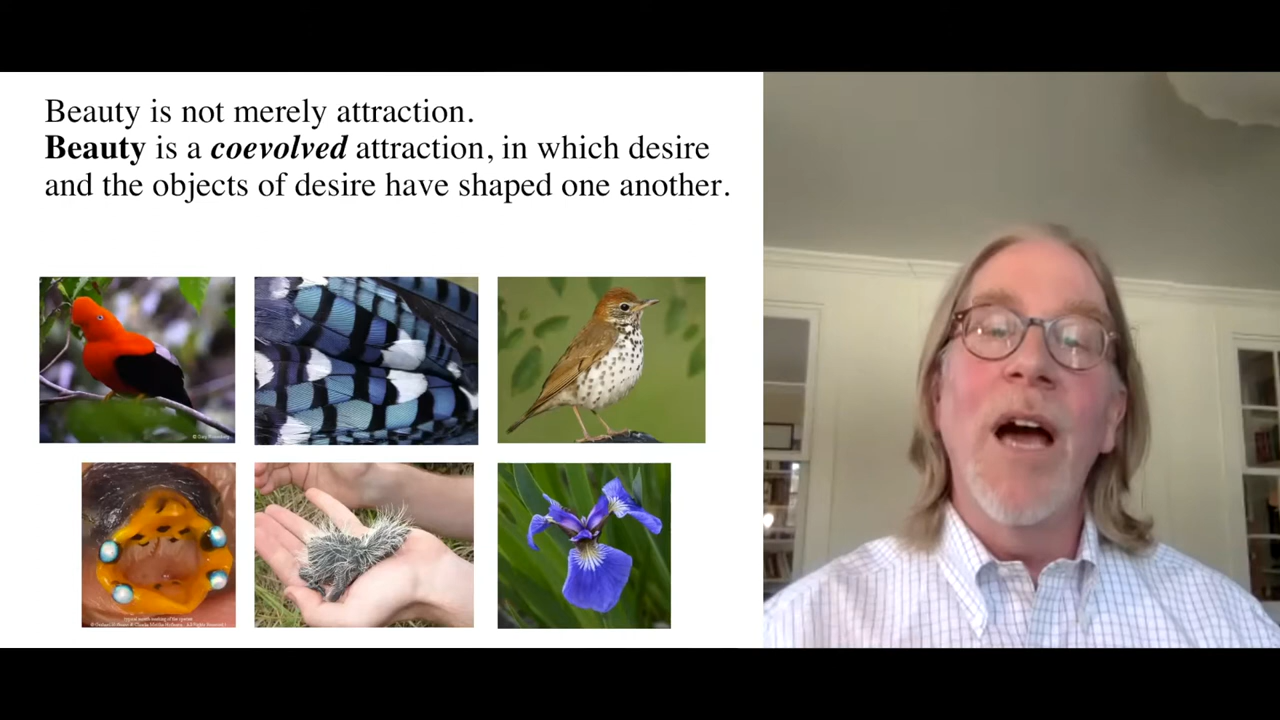 Beauty is not merely attraction.
Beauty is a coevolved attraction, in which desire
and the objects of desire have shaped one another.